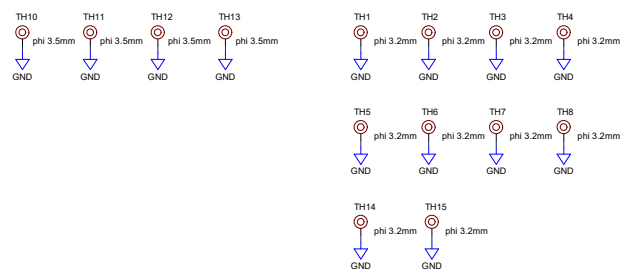 TH10 TH11 TH12 TH13
phi 3.5mm phi 3.5mm phi 3.5mm phi 3.5mm
GND GND GND GND
TH1 TH2 TH3 TH4
phi 3.2mm phi 3.2mm phi 3.2mm phi 3.2mm
GND GND GND GND
TH5 TH6 TH7 TH8
phi 3.2mm phi 3.2mm phi 3.2mm phi 3.2mm
GND GND GND GND
TH14 TH15
phi 3.2mm phi 3.2mm
GND GND